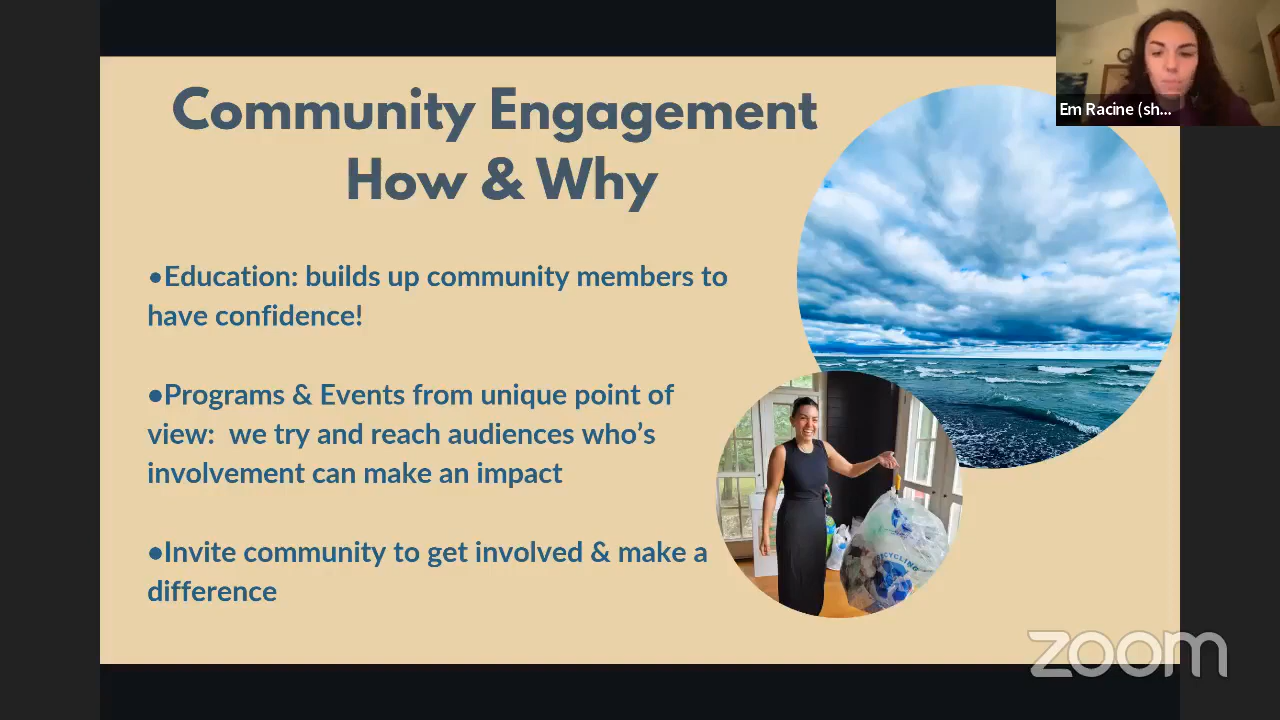 Community Engagement
How & Why
•Education: builds up community members to
have confidence!
•Programs & Events from unique point of
view:  we try and reach audiences who's
involvement can make an impact
•Invite community to get involved & make a
difference
Em Racine (sh...
RECYCLING
zoom